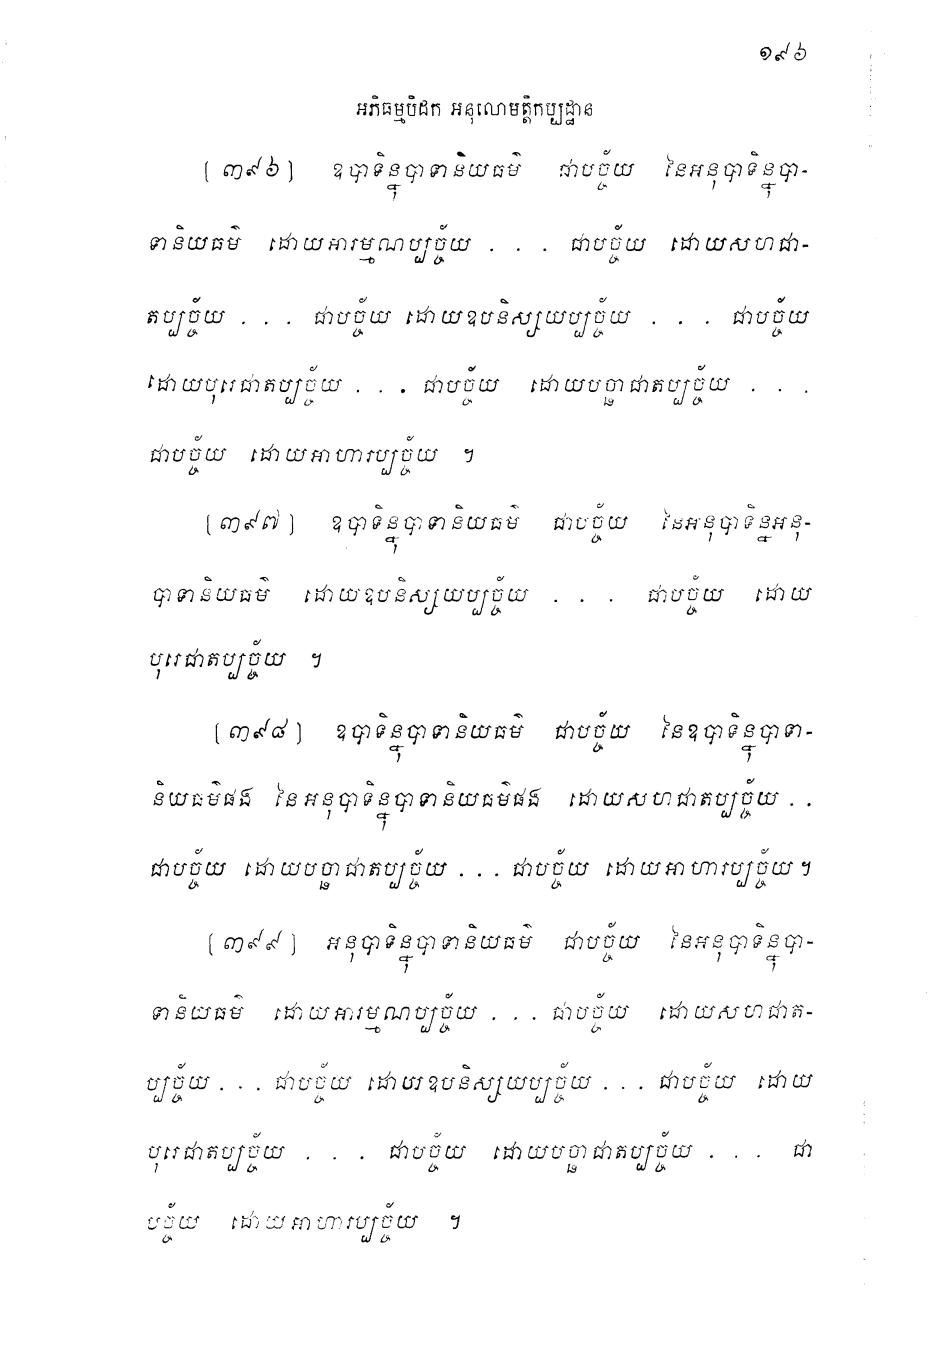 ១៩៦
អភិធម្មបិដក អនុលោមត្តិកប្បដ្ឋាន
[៣៩៦] ឧបាទិន្នុបាទានិយធម៌ ជាបច្ច័យ នៃអនុបាទិន្នុបា-
ទានិយធម៌ ដោយអារម្មណប្បច្ច័យ . . . ជាបច្ច័យ ដោយសហជា-
តប្បច្ច័យ . . . ជាបច្ច័យ ដោយឧបនិស្សយប្បច្ច័យ . . . ជាបច្ច័យ
ដោយបុរេជាតប្បច្ច័យ . . . ជាបច្ច័យ ដោយបច្ឆាជាតប្បច្ច័យ . . .
ជាបច្ច័យ ដោយអាហារប្បច្ច័យ ។
[៣៩៧] ឧបាទិន្នុបាទានិយធម៌ ជាបច្ច័យ នៃអនុបាទិន្នអនុ-
បាទានិយធម៌ ដោយឧបនិស្សយប្បច្ច័យ . . . ជាបច្ច័យ ដោយ
បុរេជាតប្បច្ច័យ ។
[៣៩៨] ឧបាទិន្នុបាទានិយធម៌ ជាបច្ច័យ នៃឧបាទិន្នុបាទា-
និយធម៌ផង នៃអនុបាទិន្នុបាទានិយធម៌ផង ដោយសហជាតប្បច្ច័យ . .
ជាបច្ច័យ ដោយបច្ឆាជាតប្បច្ច័យ . . . ជាបច្ច័យ ដោយអាហារប្បច្ច័យ ។
[៣៩៩] អនុបាទិន្នុបាទានិយធម៌ ជាបច្ច័យ នៃអនុបាទិន្នុបា-
ទានិយធម៌ ដោយអារម្មណប្បច្ច័យ . . . ជាបច្ច័យ ដោយសហជាត-
ប្បច្ច័យ . . . ជាបច្ច័យ ដោយឧបនិស្សយប្បច្ច័យ . . . ជាបច្ច័យ ដោយ
បុរេជាតប្បច្ច័យ . . . ជាបច្ច័យ ដោយបច្ឆាជាតប្បច្ច័យ . . . ជា
បច្ច័យ ដោយអាហារប្បច្ច័យ ។